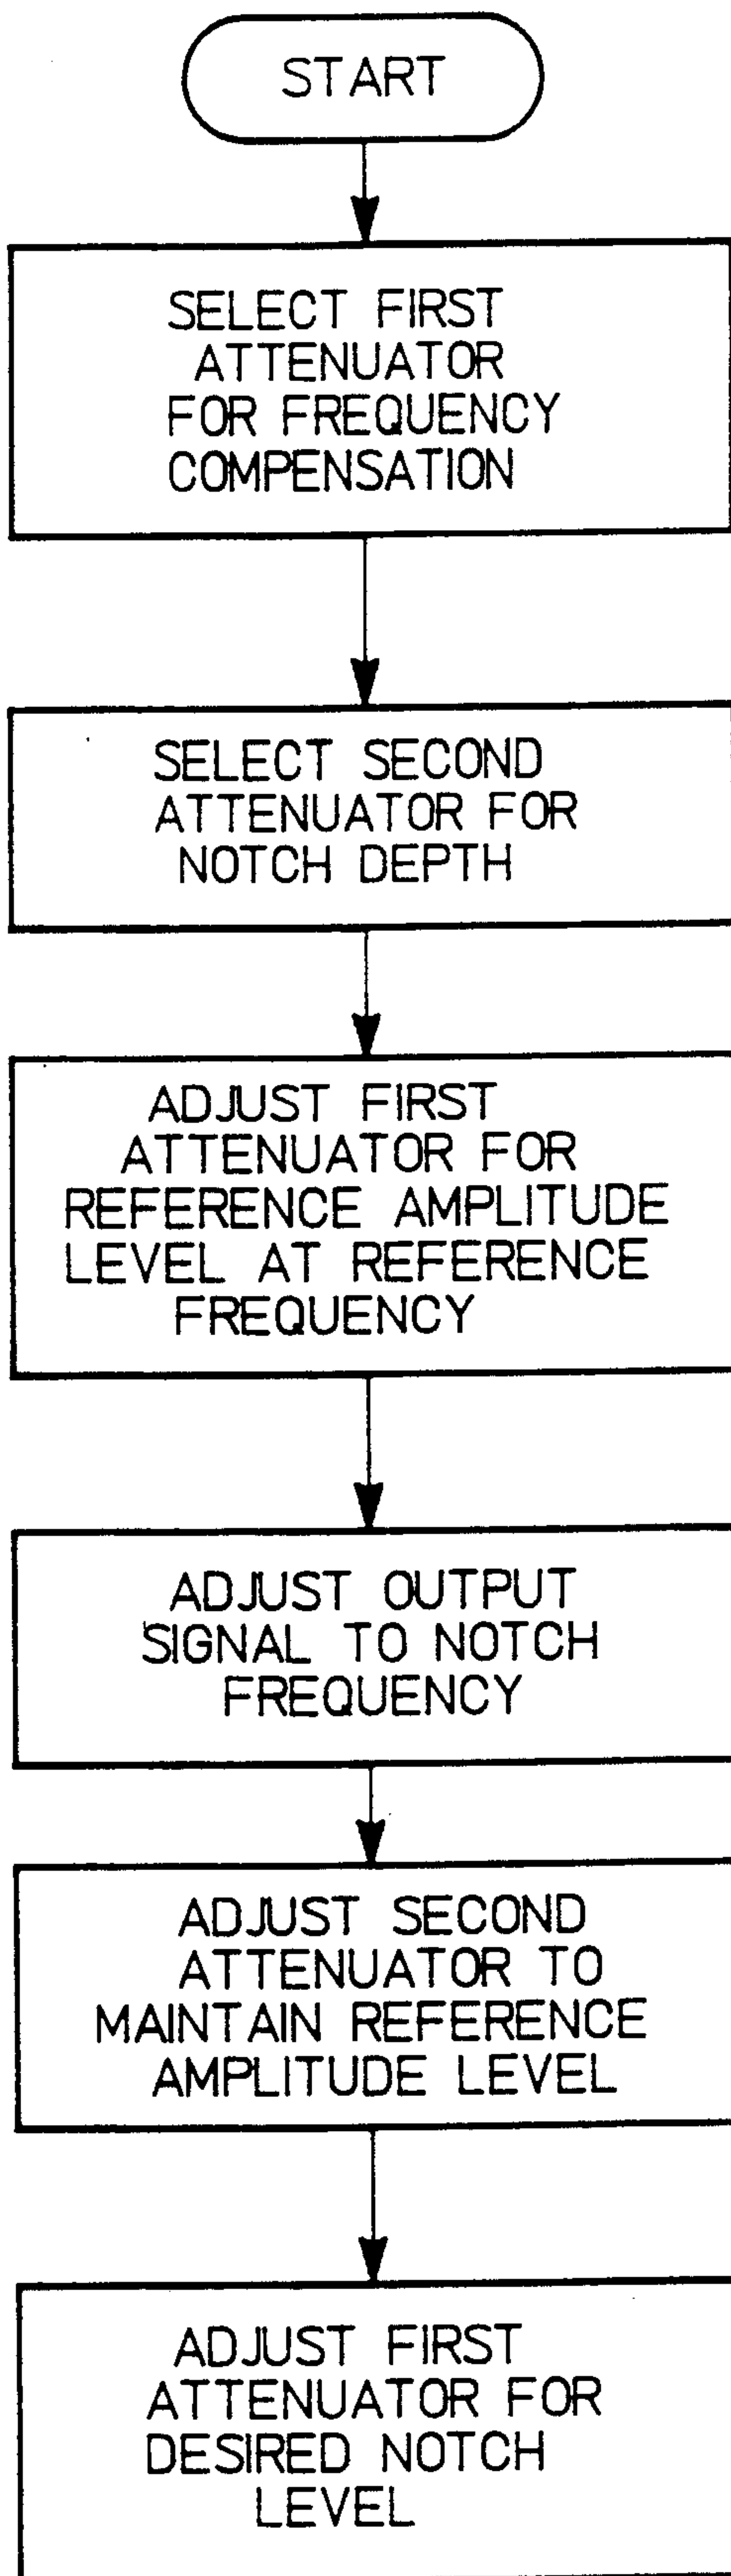 START
SELECT FIRST
ATTENUATOR
FOR FREQUENCY
COMPENSATION
SELECT SECOND
ATTENUATOR FOR
NOTCH DEPTH
ADJUST FIRST
ATTENUATOR FOR
REFERENCE AMPLITUDE
LEVEL AT REFERENCE
FREQUENCY
ADJUST OUTPUT
SIGNAL TO NOTCH
FREQUENCY
ADJUST SECOND
ATTENUATOR TO
MAINTAIN REFERENCE
AMPLITUDE LEVEL
ADJUST FIRST
ATTENUATOR FOR
DESIRED NOTCH
LEVEL